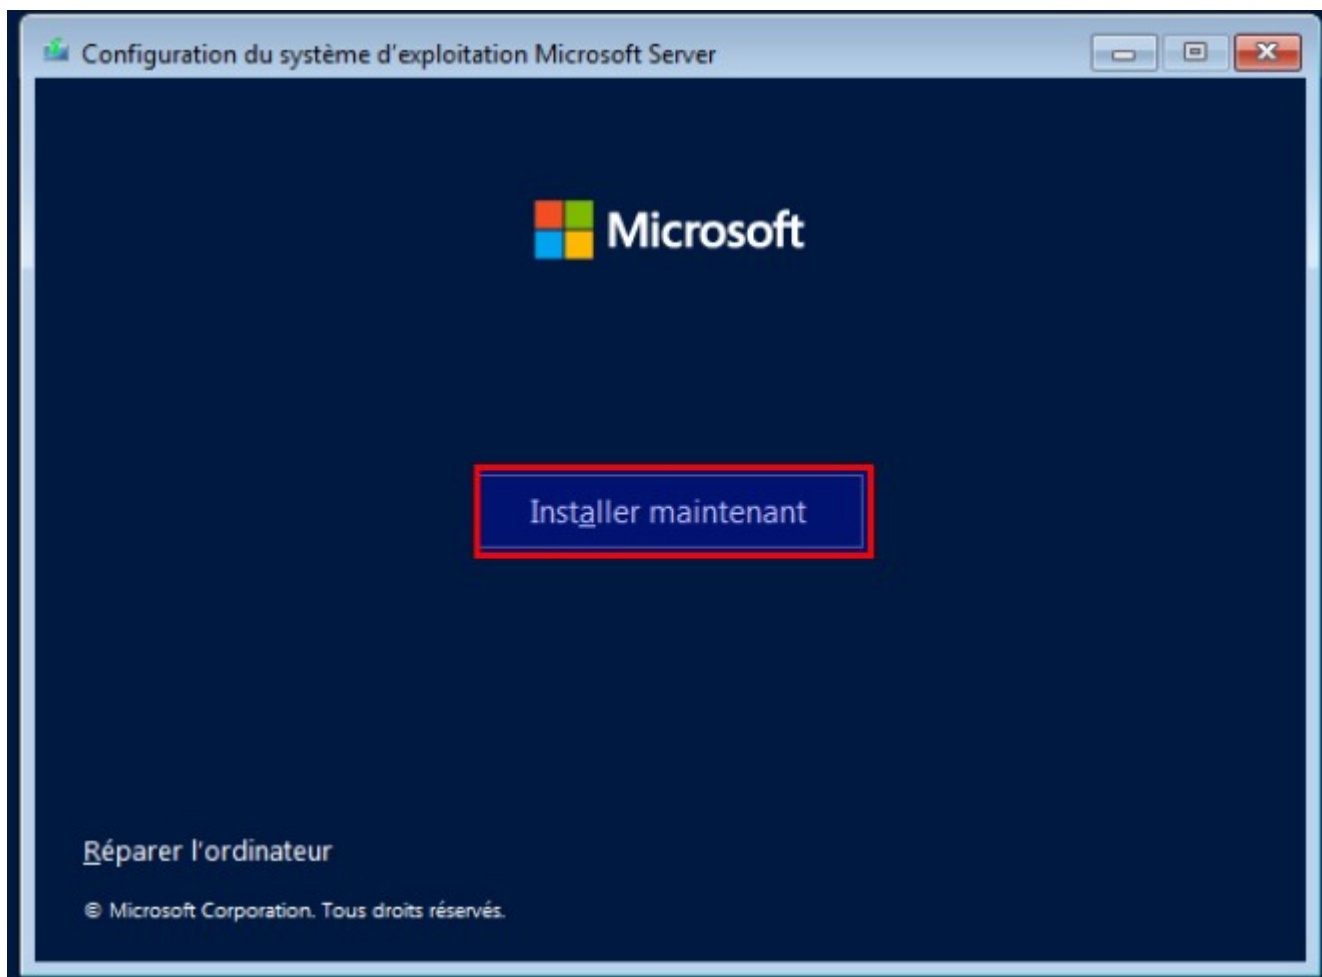 Configuration du système d'exploitation Microsoft Server
Microsoft
Installer maintenant
Réparer l'ordinateur
© Microsoft Corporation. Tous droits réservés.